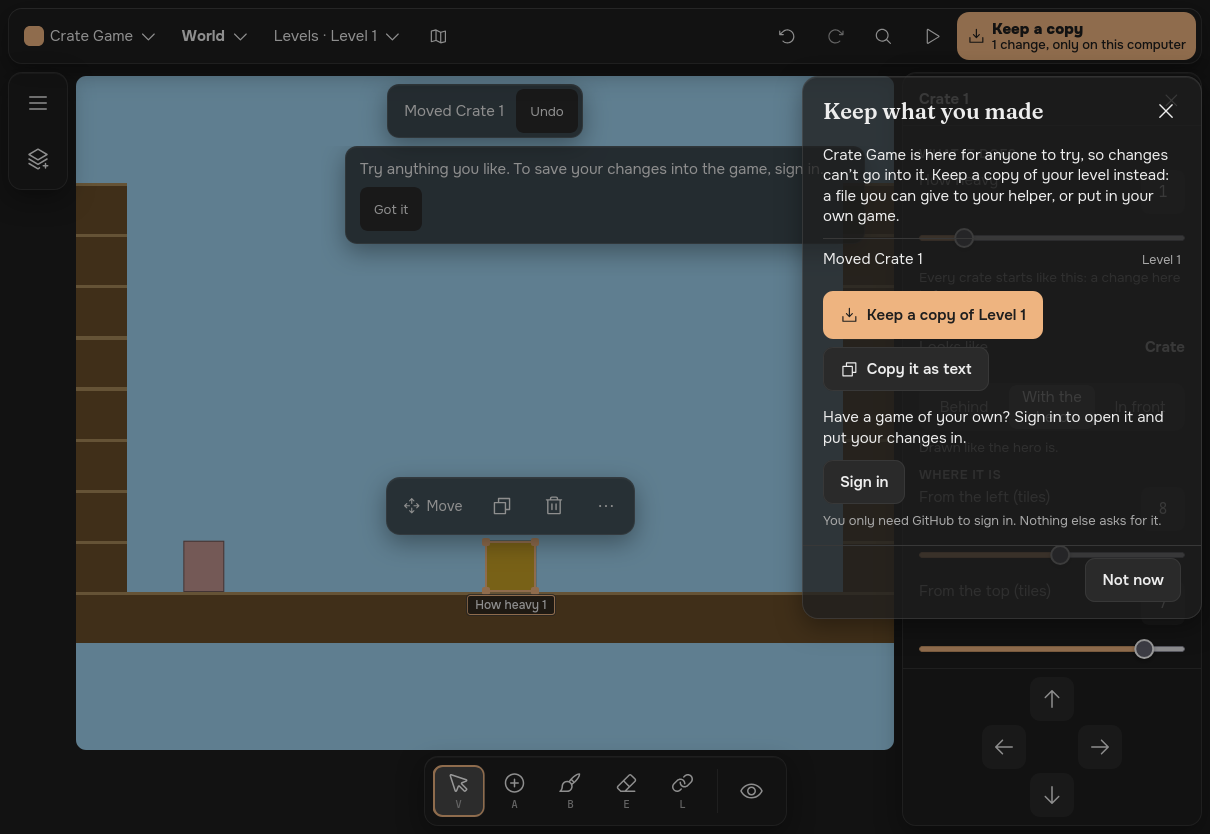 Crate Game
World
Levels · Level 1
Keep a copy
1 change, only on this computer
Moved Crate 1
Undo
Try anything you like. To save your changes into the game, sign in.
Got it
Move
How heavy 1
V
A
B
E
L
Crate 1
Keep what you made
Crate Game is here for anyone to try, so changes
can't go into it. Keep a copy of your level instead:
a file you can give to your helper, or put in your
own game.
1
Moved Crate 1
Level 1
Every crate starts like this: a change here
Keep a copy of Level 1
Looks like
Crate
Copy it as text
Behind
With the
In front
Have a game of your own? Sign in to open it and
put your changes in.
Drawn like the hero is.
WHERE IT IS
Sign in
From the left (tiles)
8
You only need GitHub to sign in. Nothing else asks for it.
From the top (tiles)
Not now